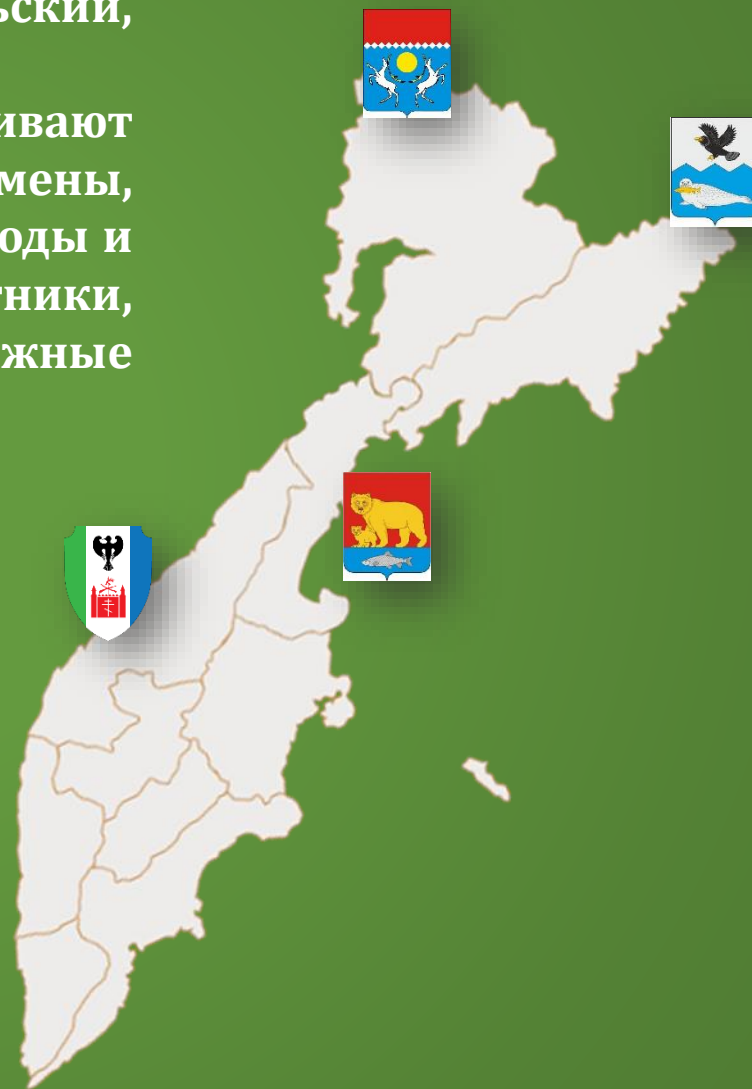 ьский,
ивают
мены,
оды и
тники,
жные